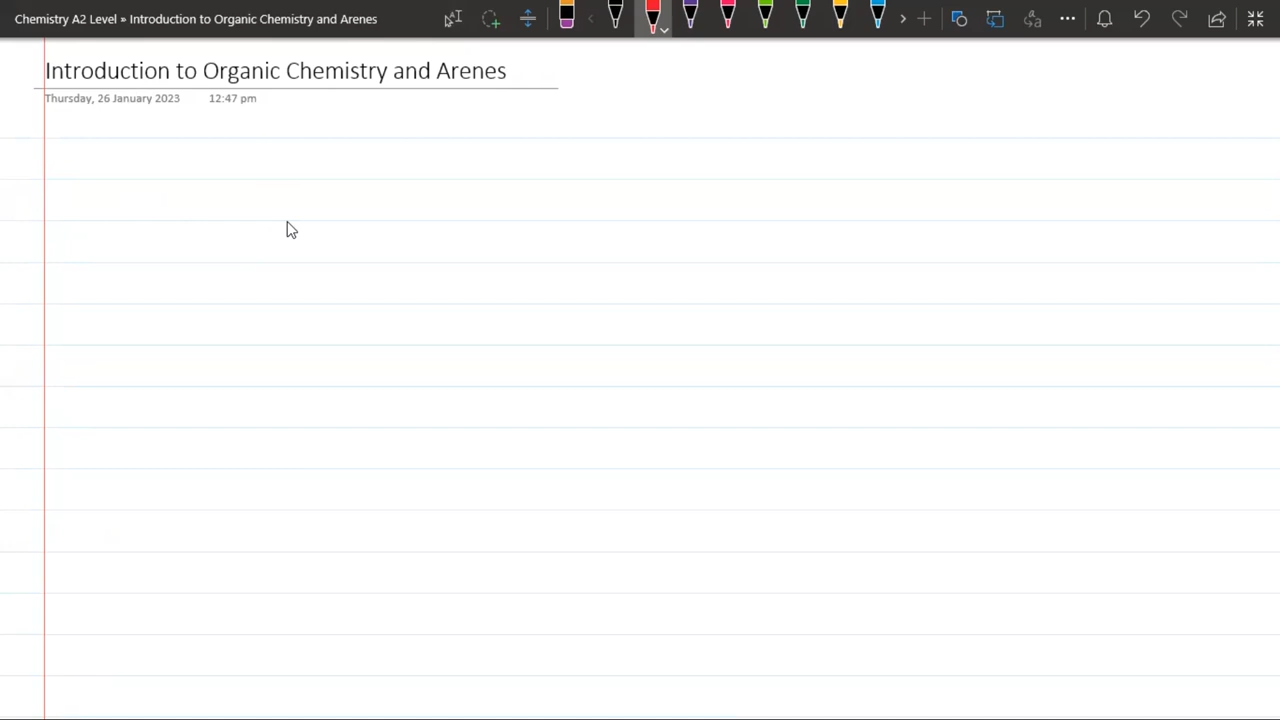 Chemistry A2 Level » Introduction to Organic Chemistry and Arenes
Introduction to Organic Chemistry and Arenes
Thursday, 26 January 2023 12:47 pm